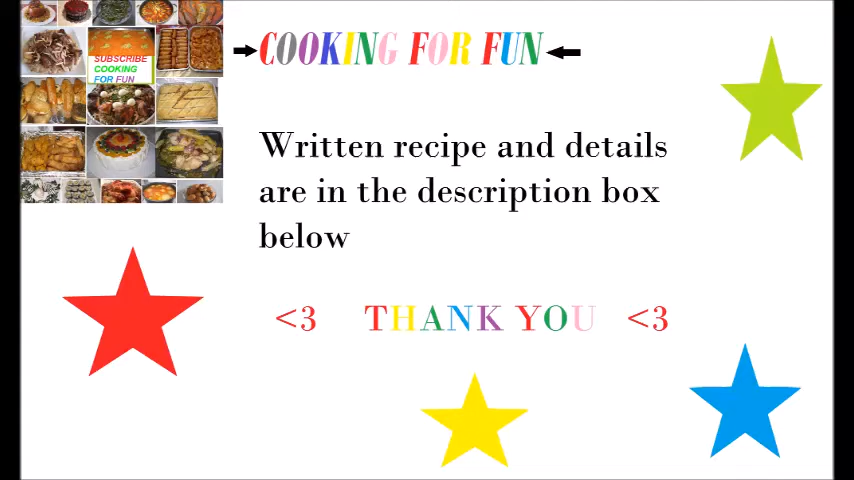 COOKING FOR FUN
SUBSCRIBE
COOKING
FOR FUN
Written recipe and details
are in the description box
below
<3 THANK YOU <3